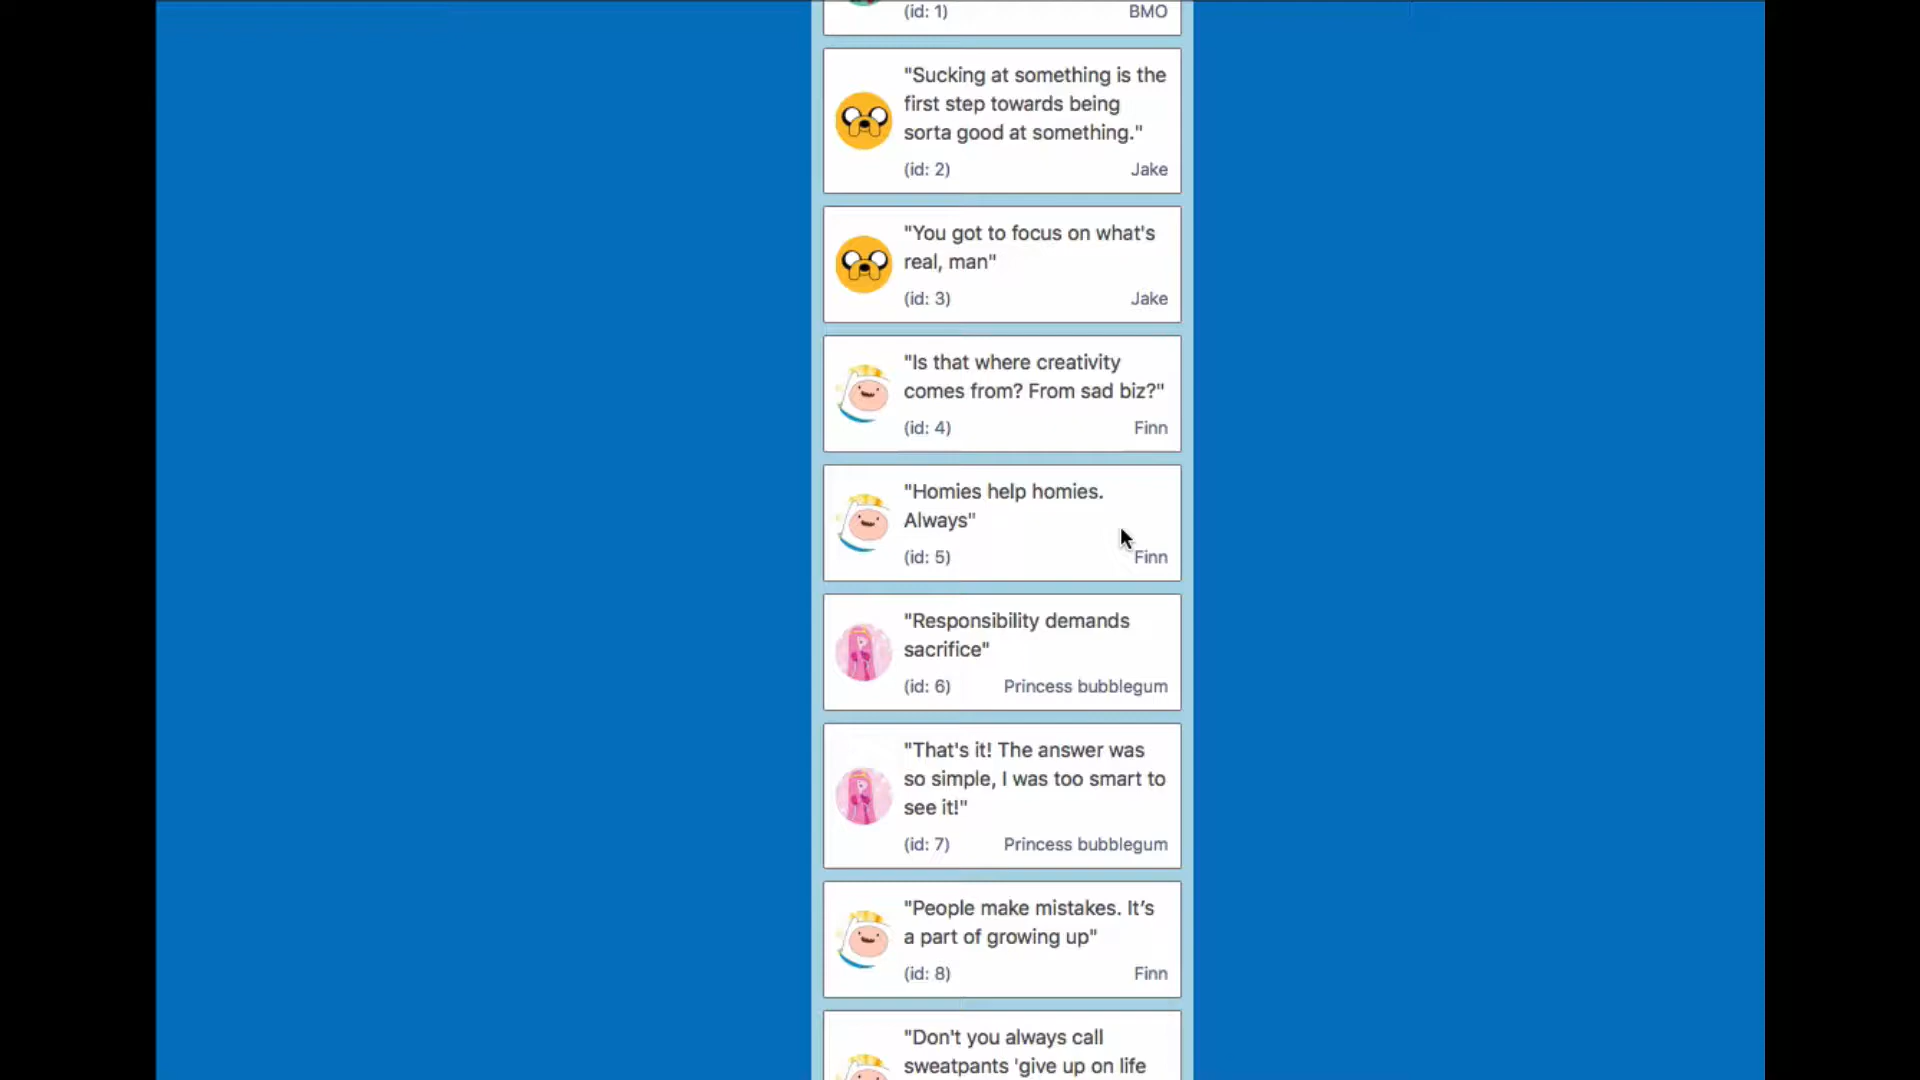 (id: 1) BMO
"Sucking at something is the
first step towards being
sorta good at something."
(id: 2) Jake
"You got to focus on what's
real, man"
(id: 3) Jake
"Is that where creativity
comes from? From sad biz?"
(id: 4) Finn
"Homies help homies.
Always"
(id: 5) Finn
"Responsibility demands
sacrifice"
(id: 6) Princess bubblegum
"That's it! The answer was
so simple, I was too smart to
see it!"
(id: 7) Princess bubblegum
"People make mistakes. It’s
a part of growing up"
(id: 8) Finn
"Don't you always call
sweatpants 'give up on life